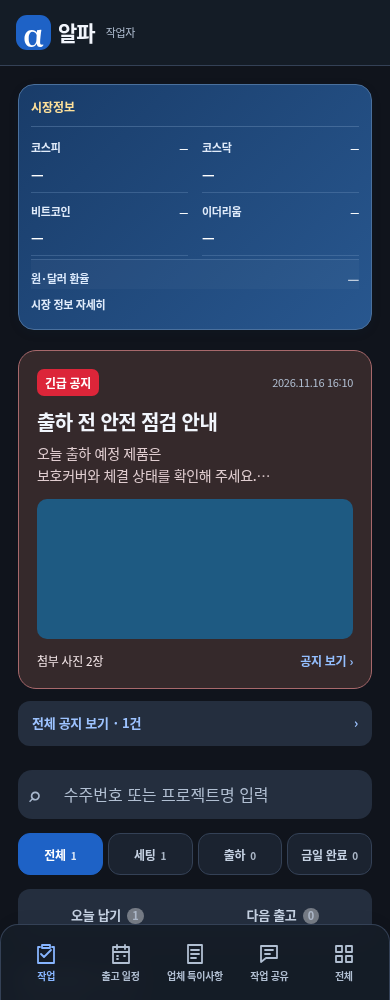 α 알파 작업자
시장정보
코스피 – 코스닥 –
– –
비트코인 – 이더리움 –
– –
원·달러 환율 –
시장 정보 자세히
긴급 공지 2026.11.16 16:10
출하 전 안전 점검 안내
오늘 출하 예정 제품은
보호커버와 체결 상태를 확인해 주세요.…
첨부 사진 2장 공지 보기 ›
전체 공지 보기 · 1건 ›
수주번호 또는 프로젝트명 입력
전체 1 세팅 1 출하 0 금일 완료 0
오늘 납기 1 다음 출고 0
작업 출고 일정 업체 특이사항 작업 공유 전체